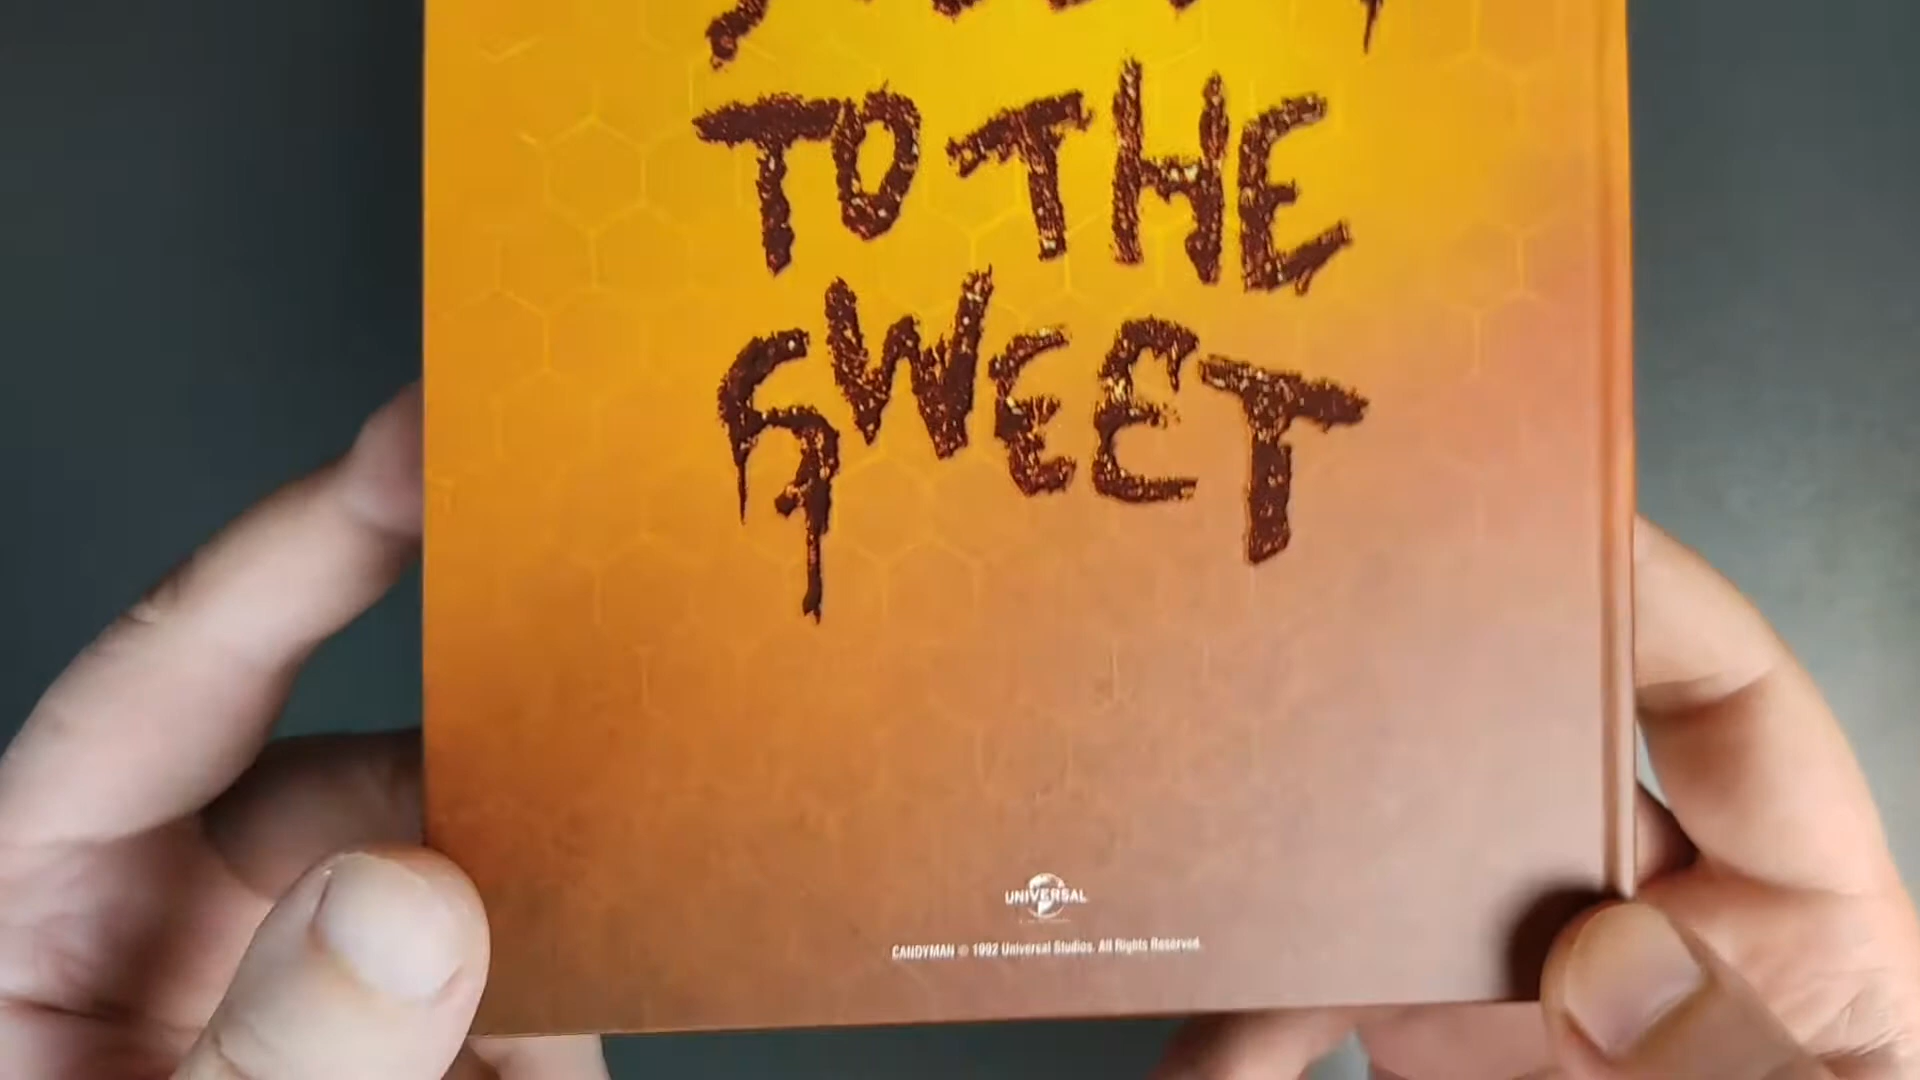 TO THE
SWEET
UNIVERSAL
CANDYMAN © 1992 Universal Studios. All Rights Reserved.